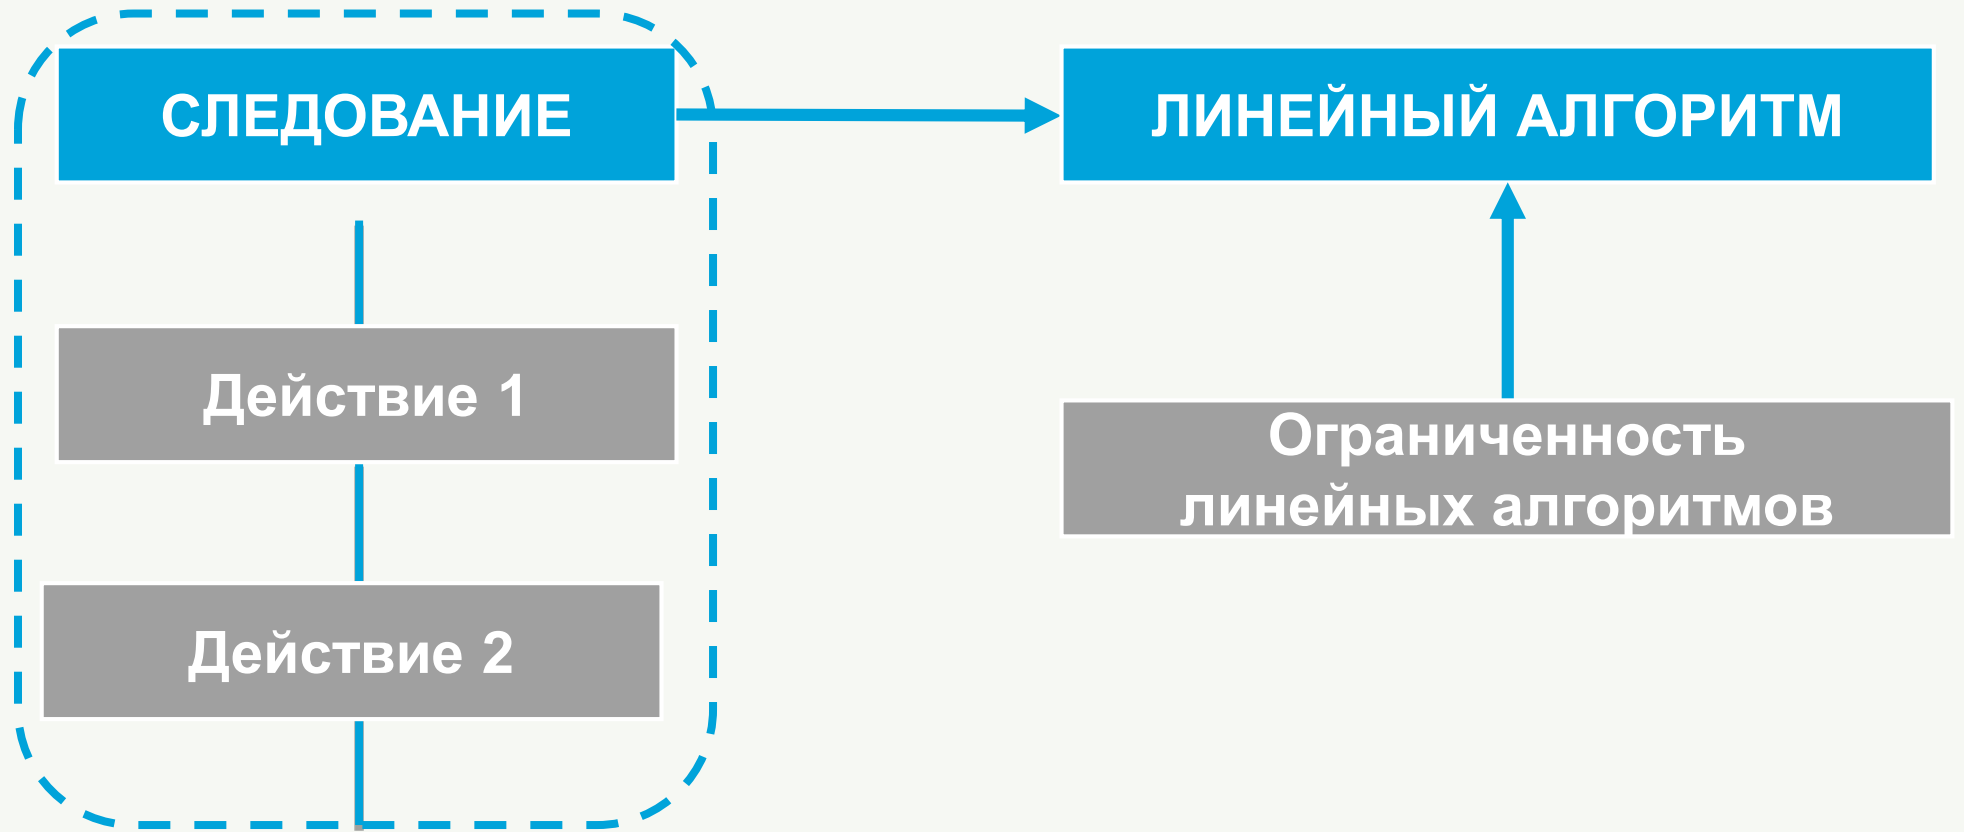 СЛЕДОВАНИЕ
ЛИНЕЙНЫЙ АЛГОРИТМ
Действие 1
Ограниченность
линейных алгоритмов
Действие 2